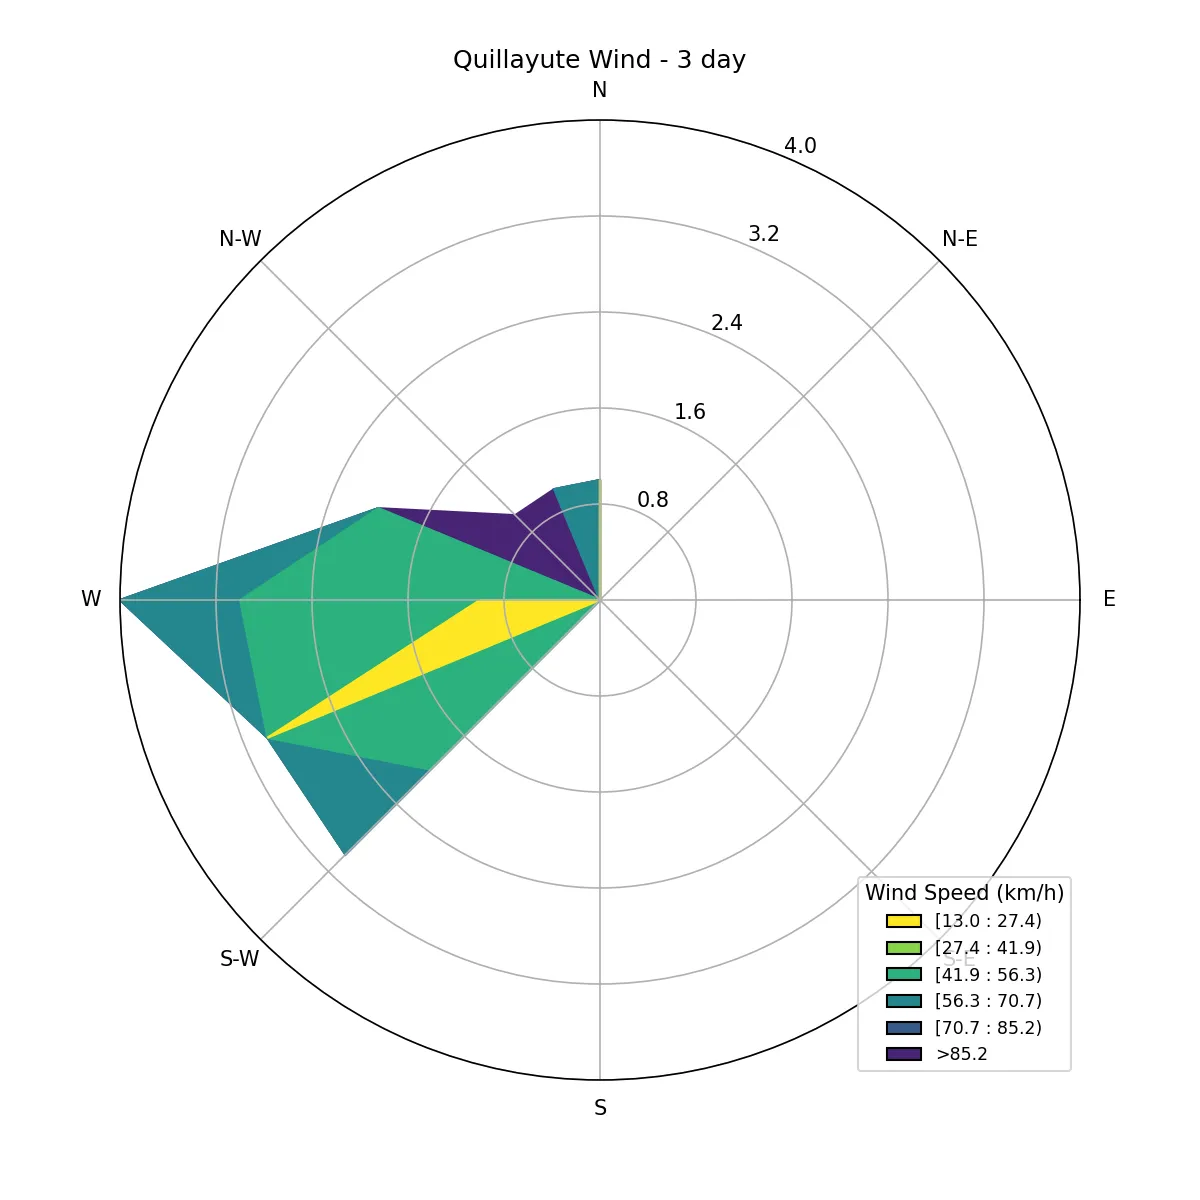 Quillayute Wind - 3 day
N
4.0
N-W
3.2
N-E
2.4
1.6
0.8
W
E
Wind Speed (km/h)
[13.0 : 27.4)
[27.4 : 41.9)
S-W
S-E
[41.9 : 56.3)
[56.3 : 70.7)
[70.7 : 85.2)
>85.2
S